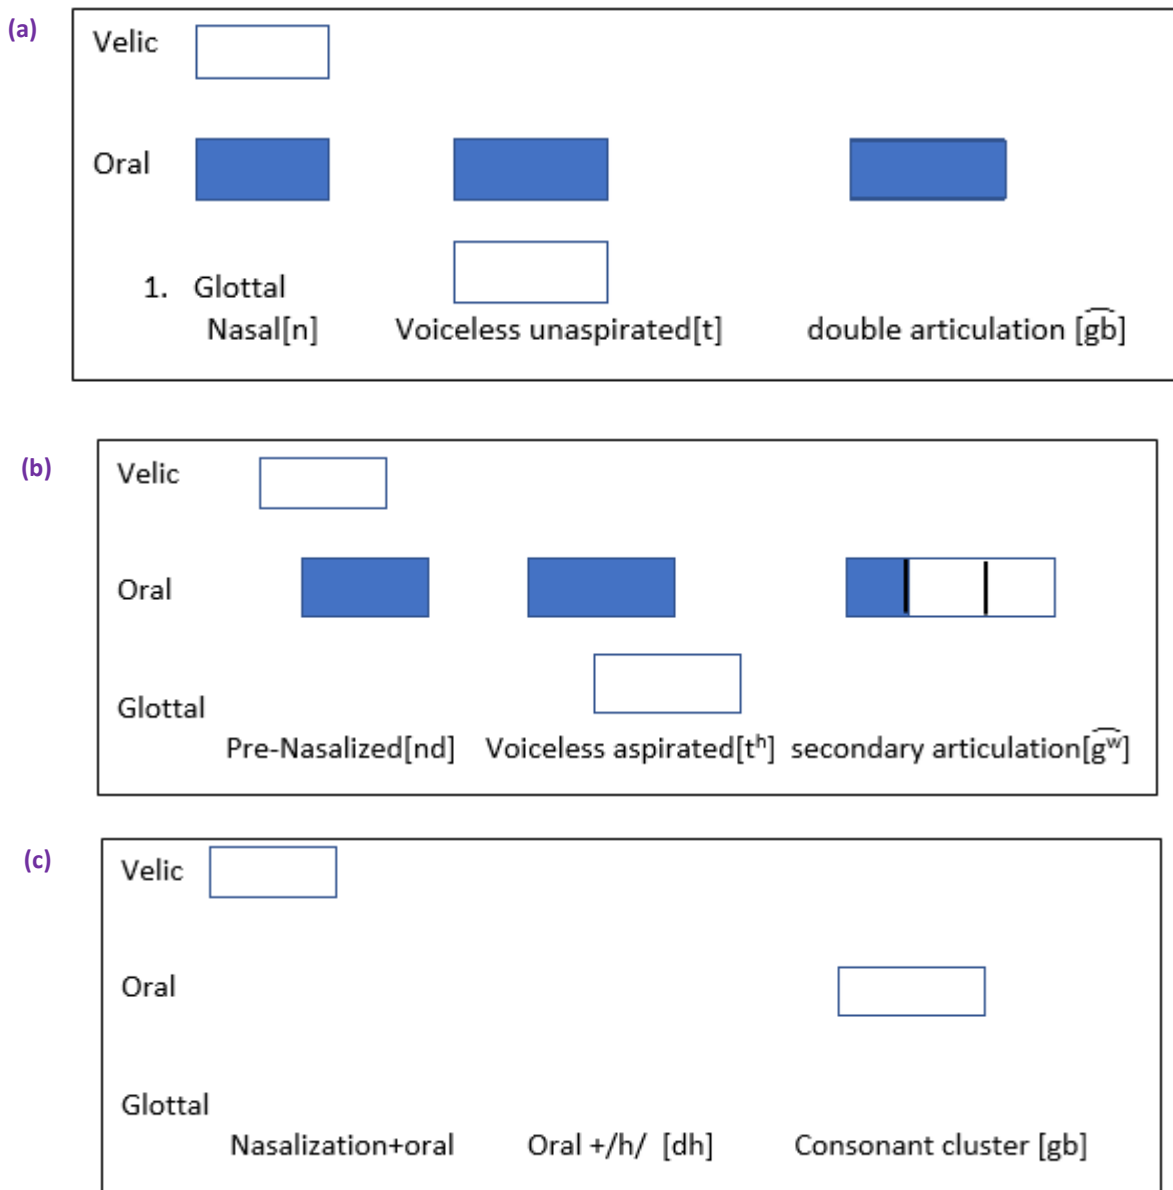 (a)
Velic
Oral
1. Glottal
Nasal[n] Voiceless unaspirated[t] double articulation [g͡b]
(b)
Velic
Oral
Glottal
Pre-Nasalized[nd] Voiceless aspirated[tʰ] secondary articulation[g͡ʷ]
(c)
Velic
Oral
Glottal
Nasalization+oral Oral +/h/ [dh] Consonant cluster [gb]